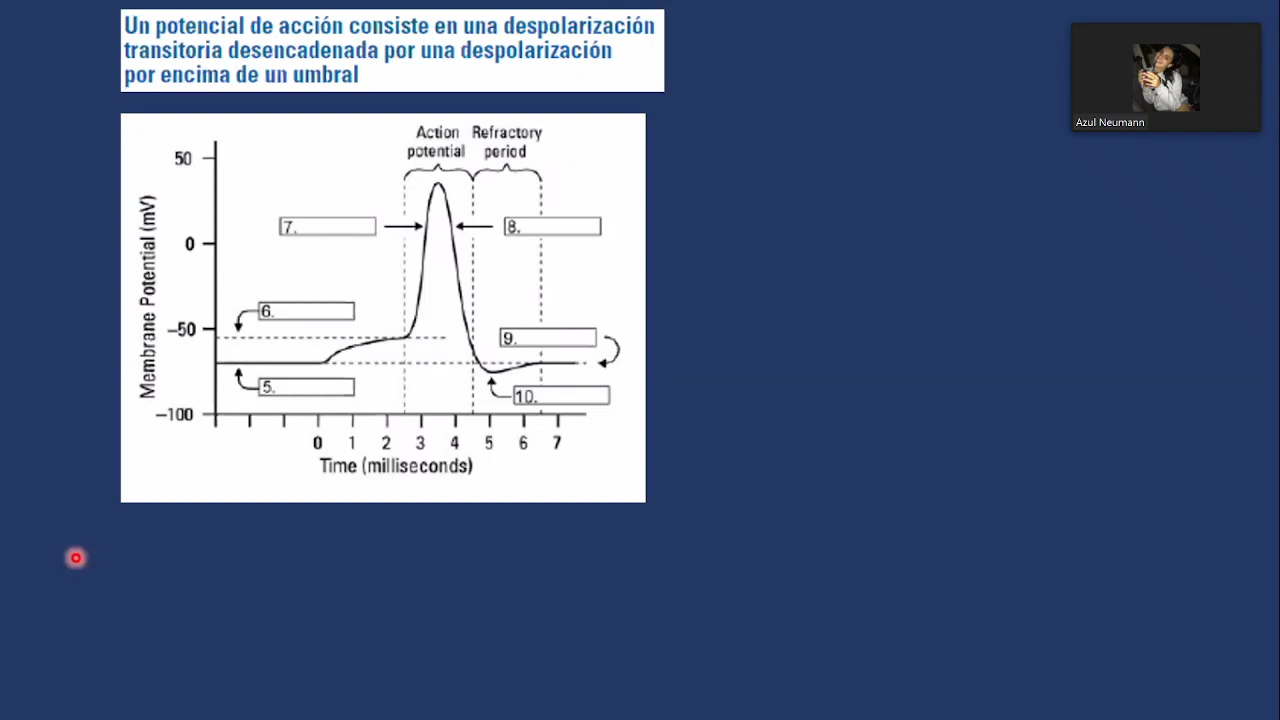 Un potencial de acción consiste en una despolarización
transitoria desencadenada por una despolarización
por encima de un umbral
Azul Neumann
Action potential
Refractory period
Membrane Potential (mV)
50
0
−50
−100
7.
8.
6.
9.
5.
10.
0 1 2 3 4 5 6 7
Time (milliseconds)